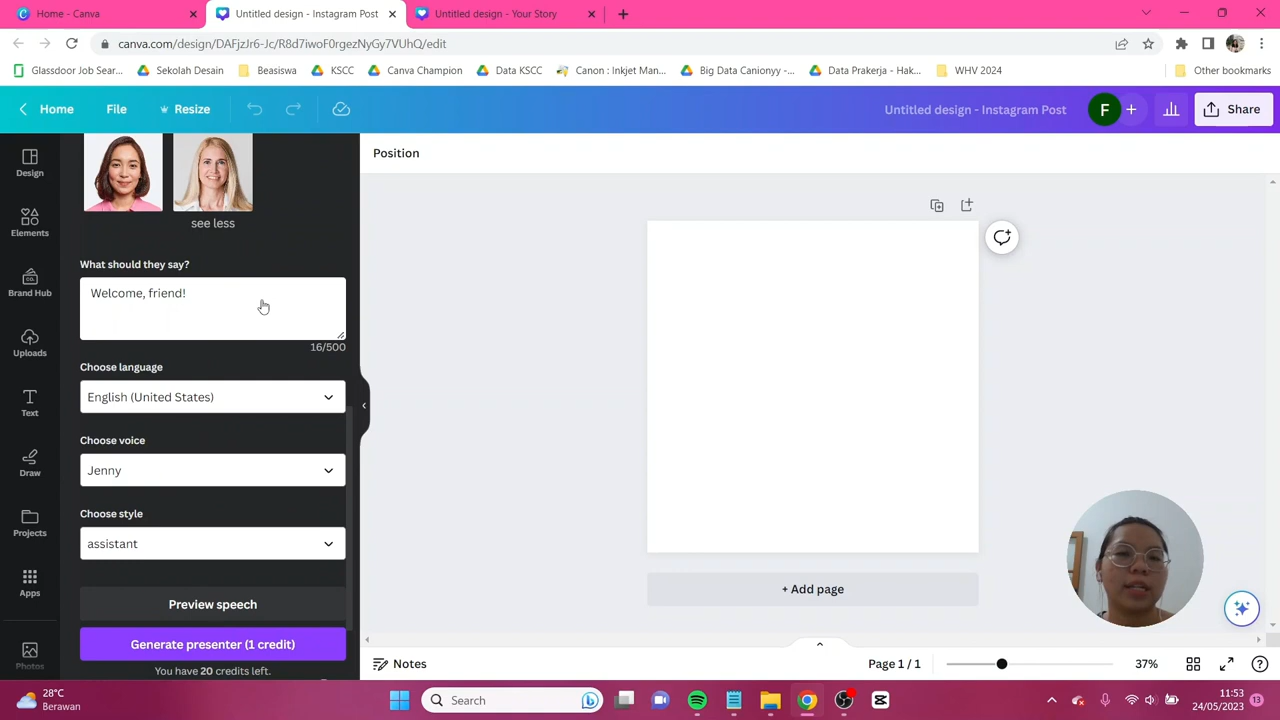 Home - Canva
Untitled design - Instagram Post
Untitled design - Your Story
canva.com/design/DAFjzJr6-Jc/R8d7iwoF0rgezNyGy7VUhQ/edit
Glassdoor Job Sear...
Sekolah Desain
Beasiswa
KSCC
Canva Champion
Data KSCC
Canon : Inkjet Man...
Big Data Canionyy -...
Data Prakerja - Hak...
WHV 2024
Other bookmarks
Home
File
Resize
Untitled design - Instagram Post
F
Share
Design
Elements
Brand Hub
Uploads
Text
Draw
Projects
Apps
Photos
see less
What should they say?
Welcome, friend!
16/500
Choose language
English (United States)
Choose voice
Jenny
Choose style
assistant
Preview speech
Generate presenter (1 credit)
You have 20 credits left.
Position
+ Add page
Notes
Page 1 / 1
37%
28°C
Berawan
Search
11:53
24/05/2023
13